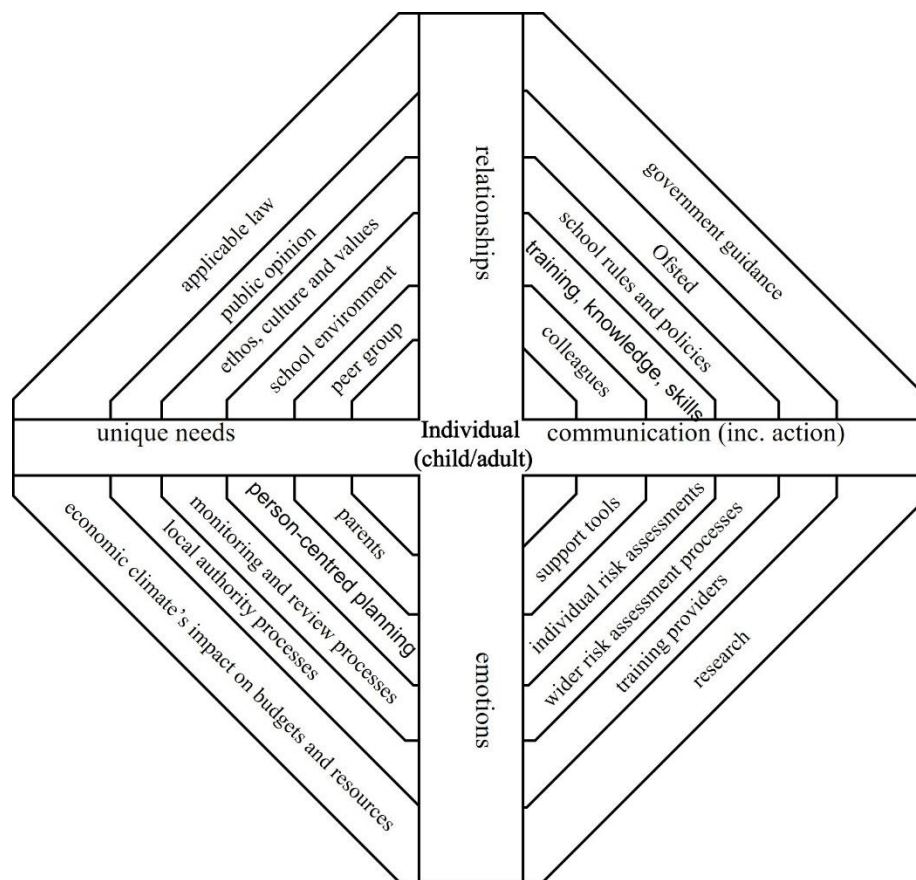 relationships
applicable law
public opinion
ethos, culture and values
school environment
peer group
government guidance
Ofsted
school rules and policies
training, knowledge, skills
colleagues
unique needs
Individual
(child/adult)
communication (inc. action)
parents
person-centred planning
monitoring and review processes
local authority processes
economic climate’s impact on budgets and resources
emotions
support tools
individual risk assessments
wider risk assessment processes
training providers
research